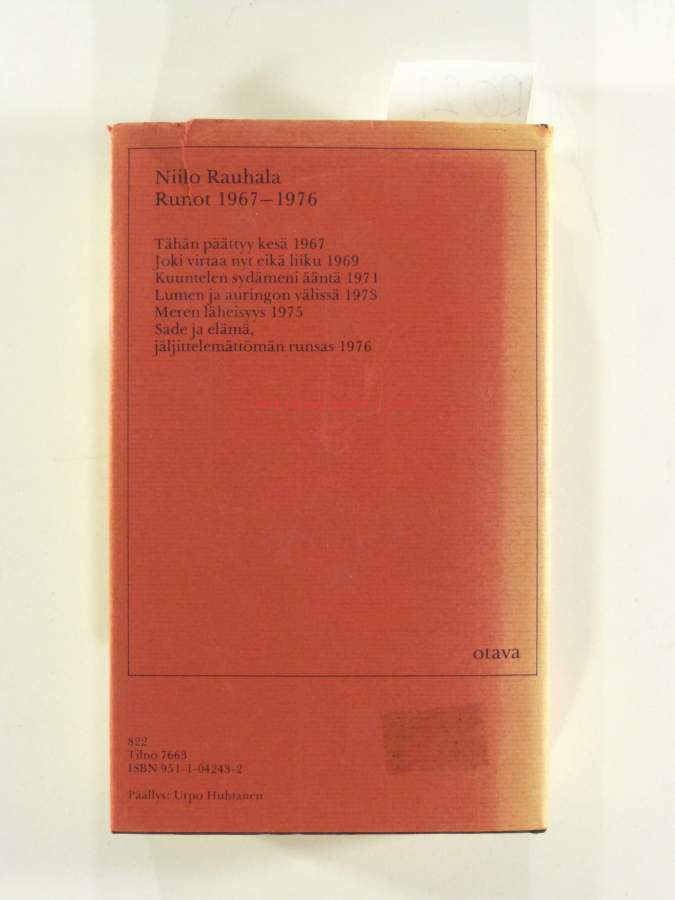 Niilo Rauhala
Runot 1967–1976
Tähän päättyy kesä 1967
Joki virtaa nyt eikä liiku 1969
Kuuntelen sydämeni ääntä 1971
Lumen ja auringon välissä 1973
Meren läheisyys 1975
Sade ja elämä,
jäljittelemättömän runsas 1976
otava
822
Tilno 7663
ISBN 951-1-04243-2
Päällys: Urpo Huhtanen